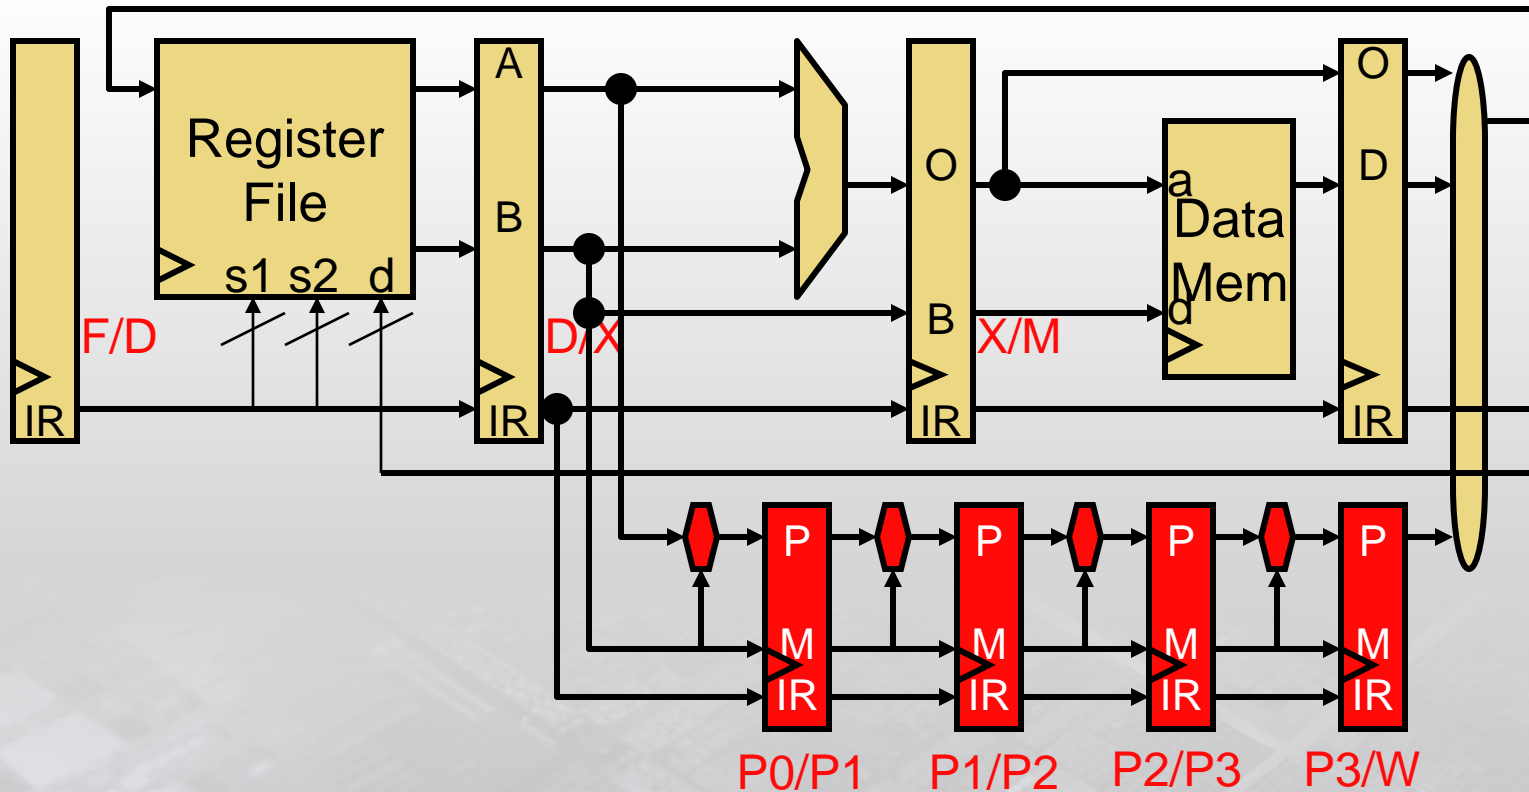 A
O
Register
File
O
D
B
a
Data
Mem
d
s1 s2 d
B
F/D
D/X
X/M
IR
IR
IR
IR
P
P
P
P
M
M
M
M
IR
IR
IR
IR
P0/P1
P1/P2
P2/P3
P3/W